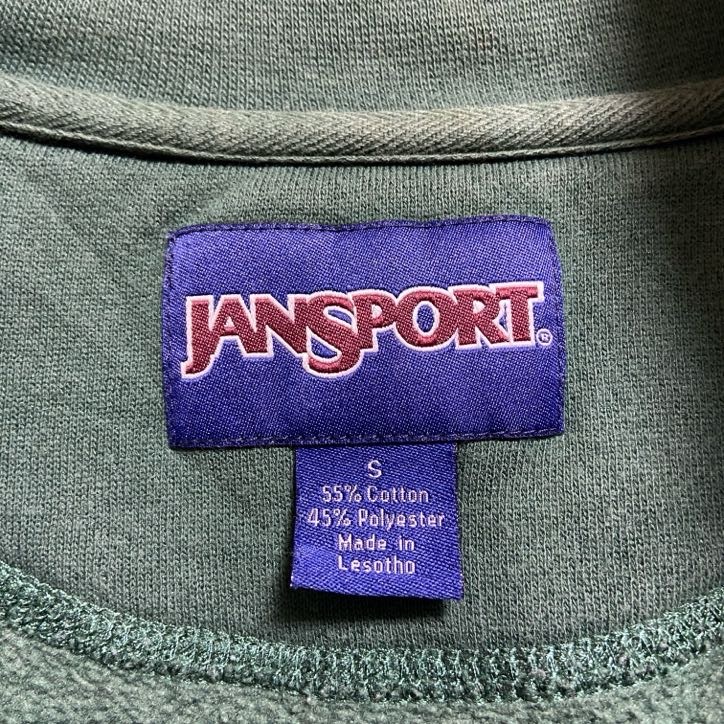 JANSPORT®
S
55% Cotton
45% Polyester
Made in
Lesotho